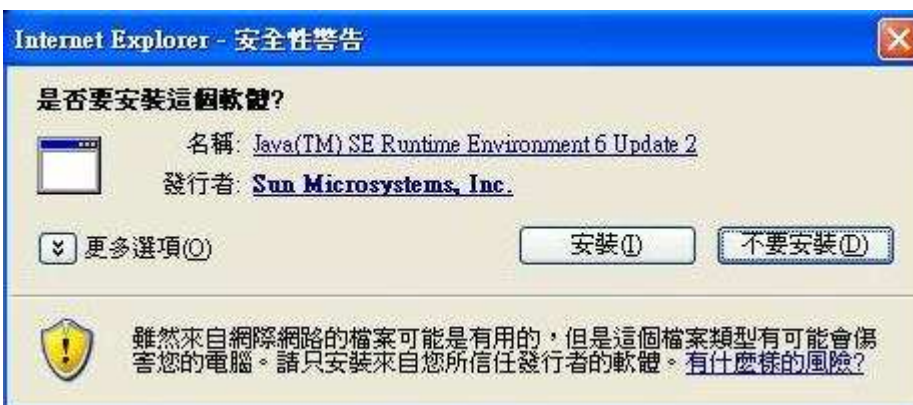 Internet Explorer - 安全性警告
是否要安裝這個軟體?
名稱: Java(TM) SE Runtime Environment 6 Update 2
發行者: Sun Microsystems, Inc.
更多選項(O) 安裝(I) 不要安裝(D)
雖然來自網際網路的檔案可能是有用的，但是這個檔案類型有可能會傷
害您的電腦。請只安裝來自您所信任發行者的軟體。有什麼樣的風險?